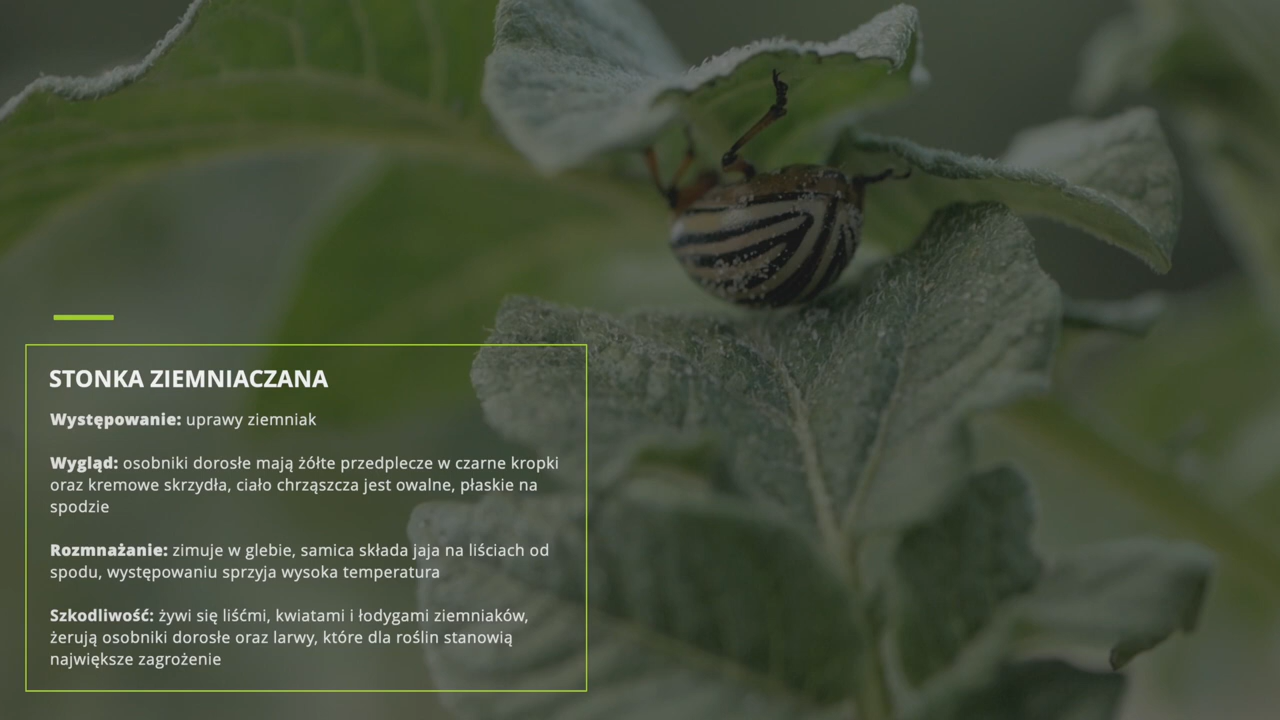 STONKA ZIEMNIACZANA
Występowanie: uprawy ziemniak
Wygląd: osobniki dorosłe mają żółte przedplecze w czarne kropki
oraz kremowe skrzydła, ciało chrząszcza jest owalne, płaskie na
spodzie
Rozmnażanie: zimuje w glebie, samica składa jaja na liściach od
spodu, występowaniu sprzyja wysoka temperatura
Szkodliwość: żywi się liśćmi, kwiatami i łodygami ziemniaków,
żerują osobniki dorosłe oraz larwy, które dla roślin stanowią
największe zagrożenie